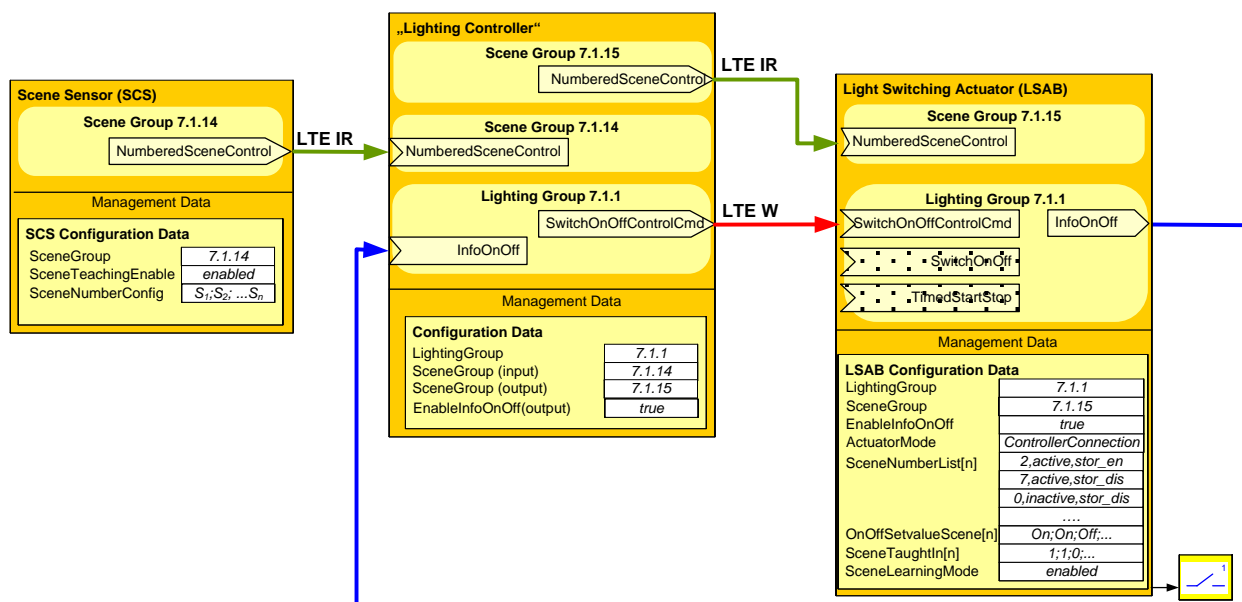 Scene Sensor (SCS)
Scene Group 7.1.14
NumberedSceneControl
Management Data
SCS Configuration Data
SceneGroup 7.1.14
SceneTeachingEnable enabled
SceneNumberConfig S1;S2; ...Sn
LTE IR
„Lighting Controller“
Scene Group 7.1.15
NumberedSceneControl
Scene Group 7.1.14
NumberedSceneControl
Lighting Group 7.1.1
SwitchOnOffControlCmd
InfoOnOff
Management Data
Configuration Data
LightingGroup 7.1.1
SceneGroup (input) 7.1.14
SceneGroup (output) 7.1.15
EnableInfoOnOff(output) true
LTE IR
LTE W
Light Switching Actuator (LSAB)
Scene Group 7.1.15
NumberedSceneControl
Lighting Group 7.1.1
SwitchOnOffControlCmd InfoOnOff
SwitchOnOff
TimedStartStop
Management Data
LSAB Configuration Data
LightingGroup 7.1.1
SceneGroup 7.1.15
EnableInfoOnOff true
ActuatorMode ControllerConnection
SceneNumberList[n] 2,active,stor_en
7,active,stor_dis
0,inactive,stor_dis
....
OnOffSetvalueScene[n] On;On;Off;...
SceneTaughtIn[n] 1;1;0;...
SceneLearningMode enabled
1